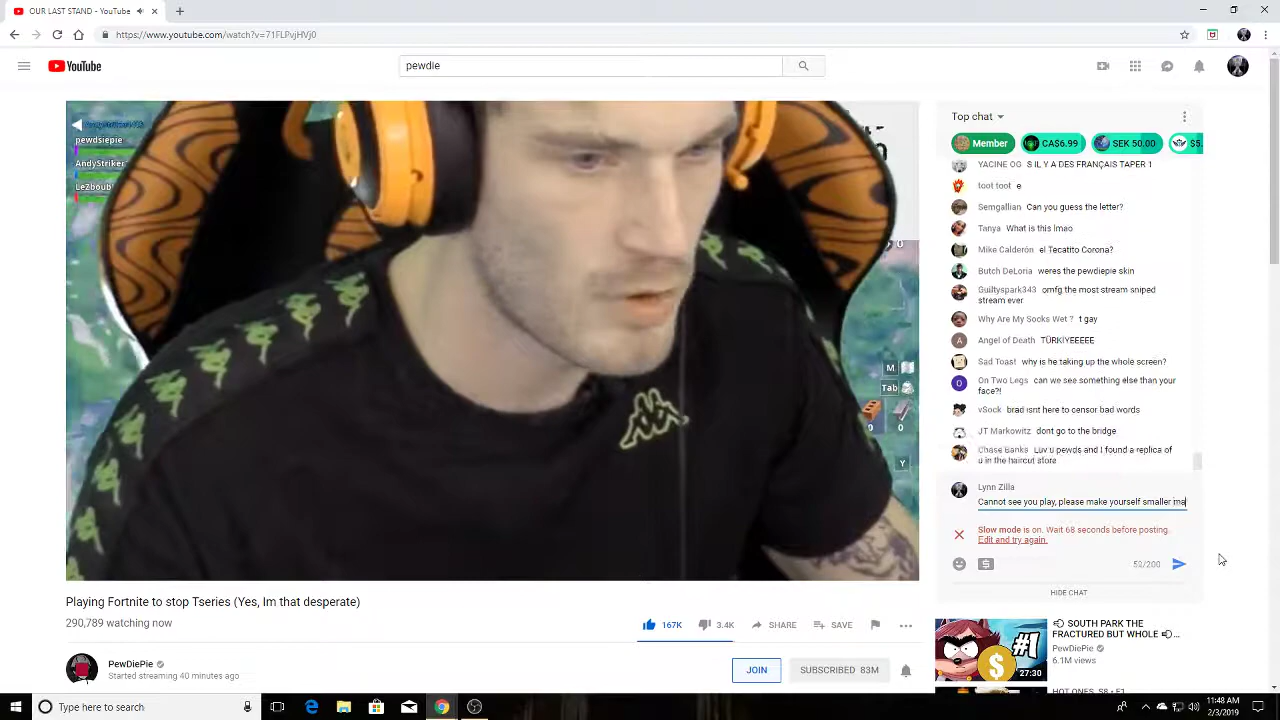 OUR LAST STAND - YouTube
https://www.youtube.com/watch?v=71FLPvjHVj0
YouTube
pewdie
pewdsiepie
AndyStriker
LeZboubl
M
Tab
0
0
0
Y
Top chat
Member
CA$6.99
SEK 50.00
$5.
YACINE OG S IL Y A DES FRANÇAIS TAPER 1
toot toot e
Semgallian Can you guess the letter?
Tanya What is this lmao
Mike Calderón el Tecatito Corona?
Butch DeLoria weres the pewdiepie skin
Guiltyspark343 omfg the most stream sniped
stream ever
Why Are My Socks Wet ? t gay
A
Angel of Death TÜRKİYEEEEE
Sad Toast why is he taking up the whole screen?
O
On Two Legs can we see something else than your
face?!
vSock brad isnt here to censor bad words
JT Markowitz dont go to the bridge
Chase Banks Luv u pewds and I found a replica of
u in the haircut store
Lynn Zilla
Cannot see you play, please make yourself smaller ma
Slow mode is on. Wait 68 seconds before posting.
Edit and try again.
HIDE CHAT
Playing Fortnite to stop Tseries (Yes, Im that desperate)
290,789 watching now
167K
3.4K
SHARE
SAVE
PewDiePie
Started streaming 40 minutes ago
JOIN
SUBSCRIBED 83M
#1
$
27:30
SOUTH PARK THE
FRACTURED BUT WHOLE
...
PewDiePie
6.1M views
Type here to search
11:48 AM
2/3/2019